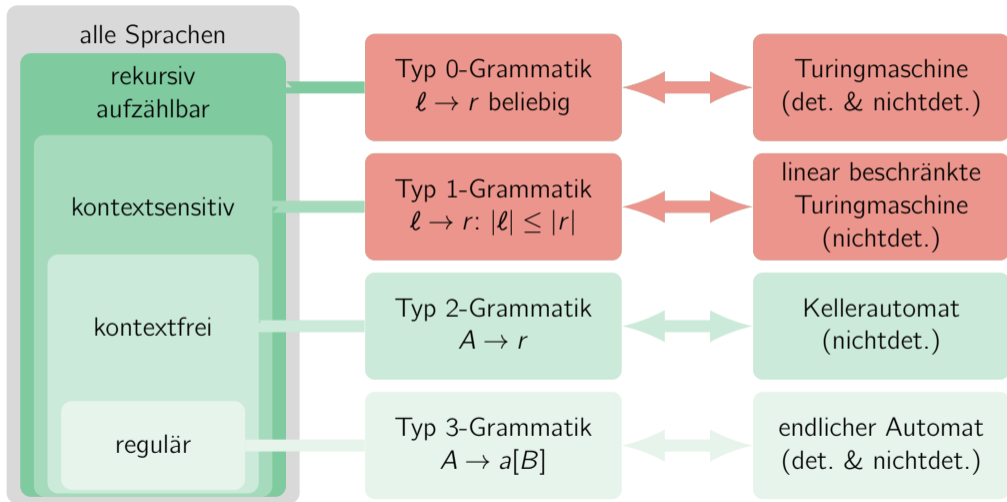 alle Sprachen
rekursiv
aufzählbar
kontextsensitiv
kontextfrei
regulär
Typ 0-Grammatik
ℓ → r beliebig
Turingmaschine
(det. & nichtdet.)
Typ 1-Grammatik
ℓ → r: |ℓ| ≤ |r|
linear beschränkte
Turingmaschine
(nichtdet.)
Typ 2-Grammatik
A → r
Kellerautomat
(nichtdet.)
Typ 3-Grammatik
A → a[B]
endlicher Automat
(det. & nichtdet.)